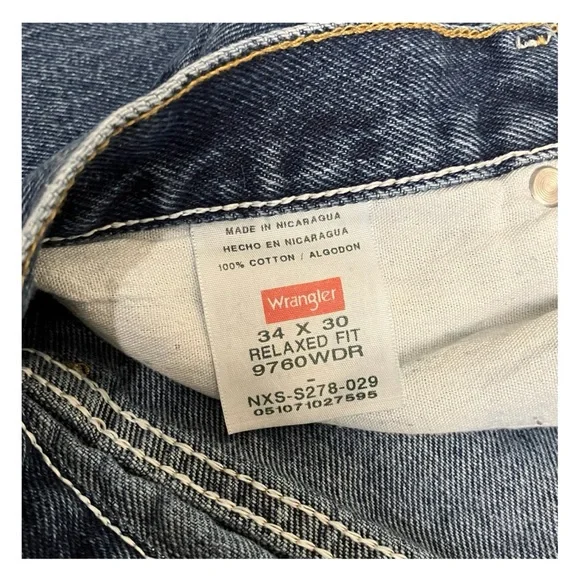 MADE IN NICARAGUA
HECHO EN NICARAGUA
100% COTTON / ALGODON
Wrangler
34 X 30
RELAXED FIT
9760WDR
-
NXS-S278-029
051071027595